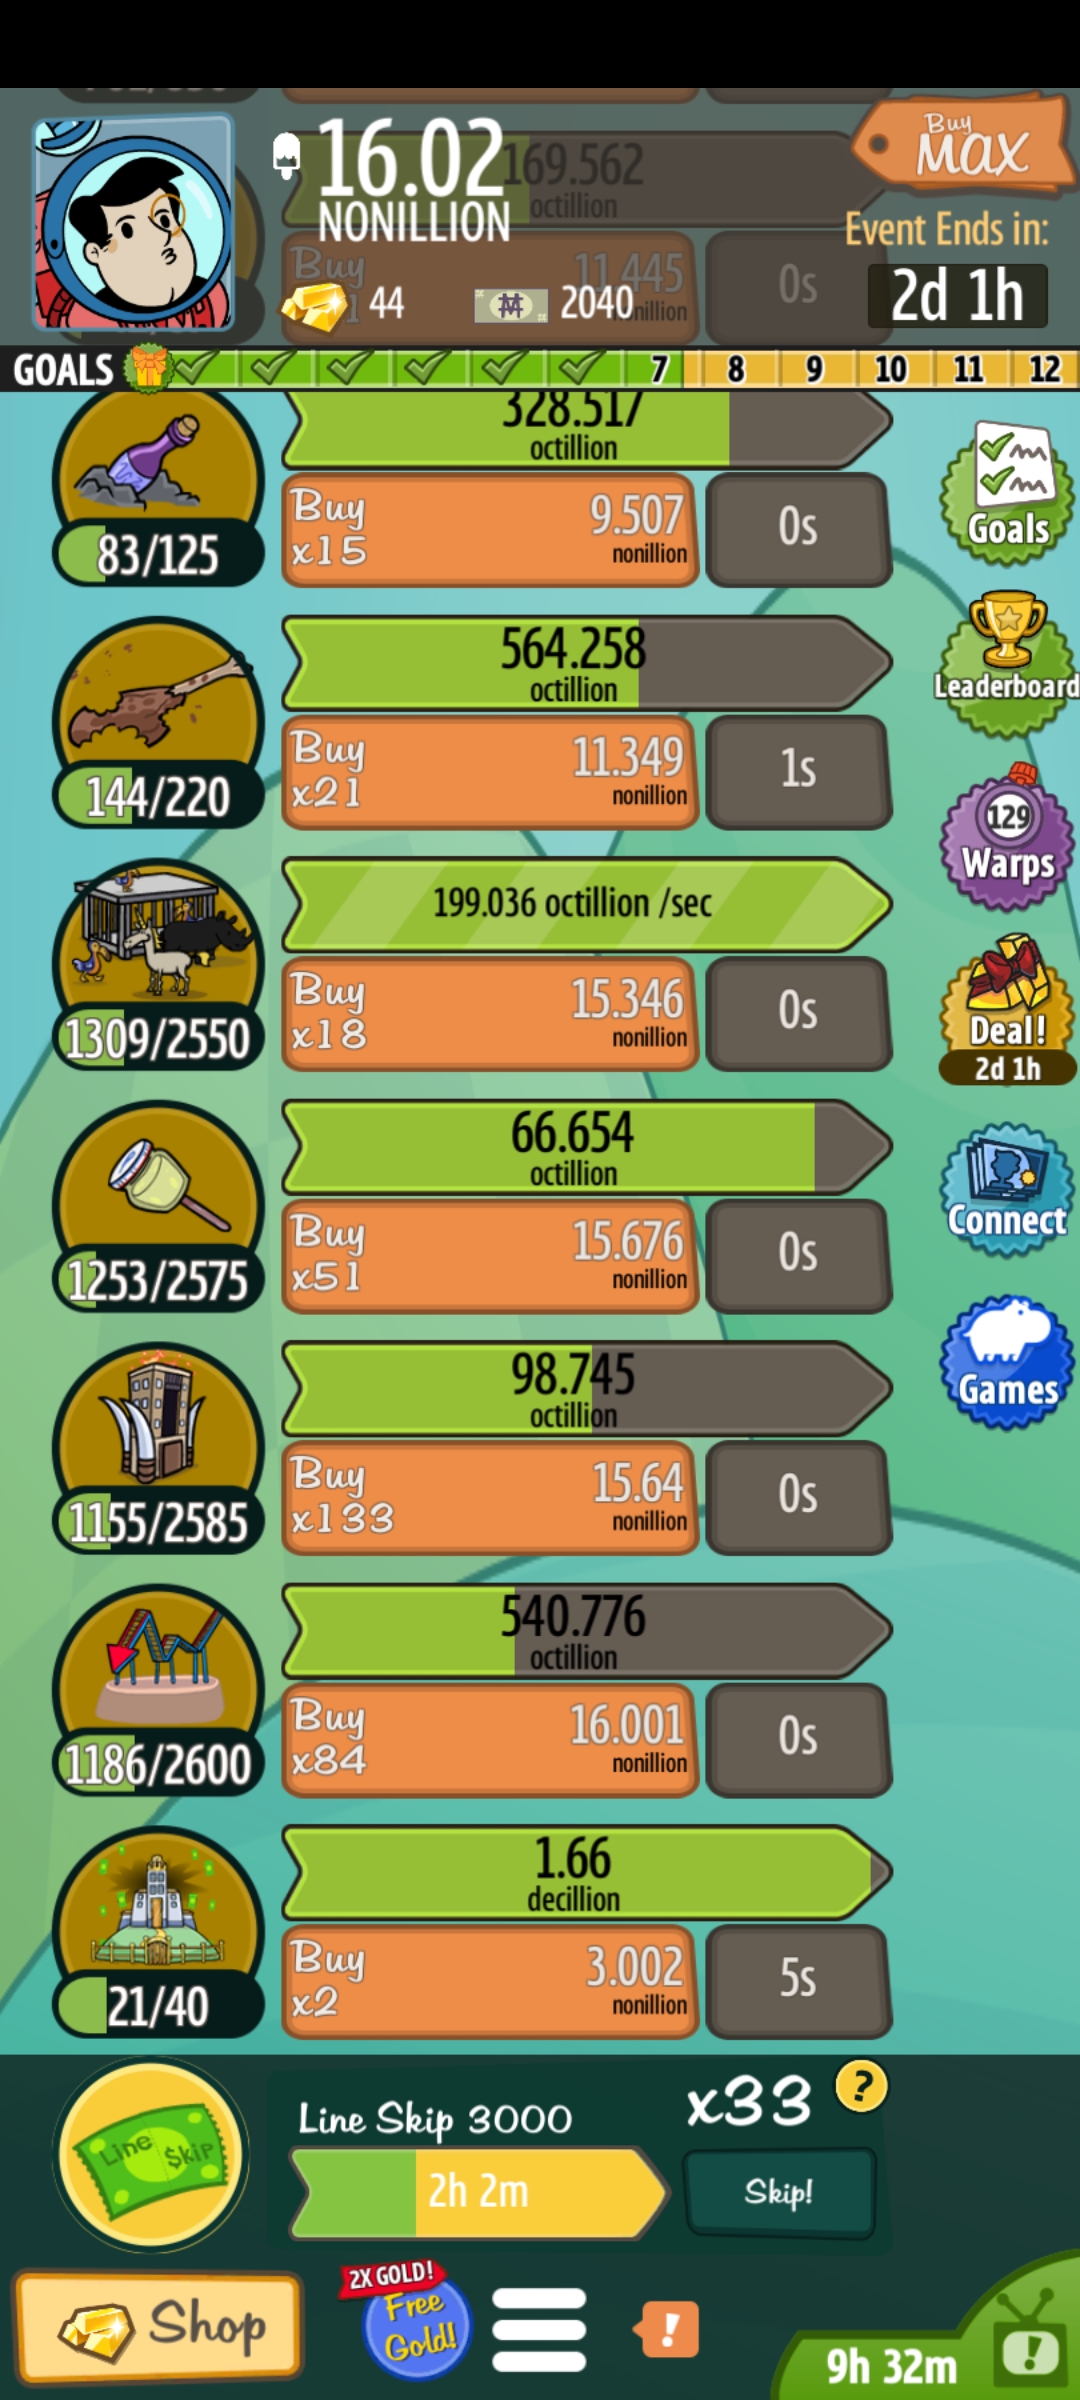 16.02
NONILLION
169.562
octillion
Buy
MAX
Event Ends in:
2d 1h
Buy
11.445
nonillion
0s
44
2040
GOALS
7
8
9
10
11
12
328.517
octillion
83/125
Buy
x15
9.507
nonillion
0s
Goals
564.258
octillion
144/220
Buy
x21
11.349
nonillion
1s
Leaderboard
199.036 octillion /sec
1309/2550
Buy
x18
15.346
nonillion
0s
129
Warps
Deal!
2d 1h
66.654
octillion
1253/2575
Buy
x51
15.676
nonillion
0s
Connect
98.745
octillion
1155/2585
Buy
x133
15.64
nonillion
0s
Games
540.776
octillion
1186/2600
Buy
x84
16.001
nonillion
0s
1.66
decillion
21/40
Buy
x2
3.002
nonillion
5s
Line $kip
Line Skip 3000
2h 2m
x33
?
Skip!
Shop
2X GOLD!
Free
Gold!
!
9h 32m
!